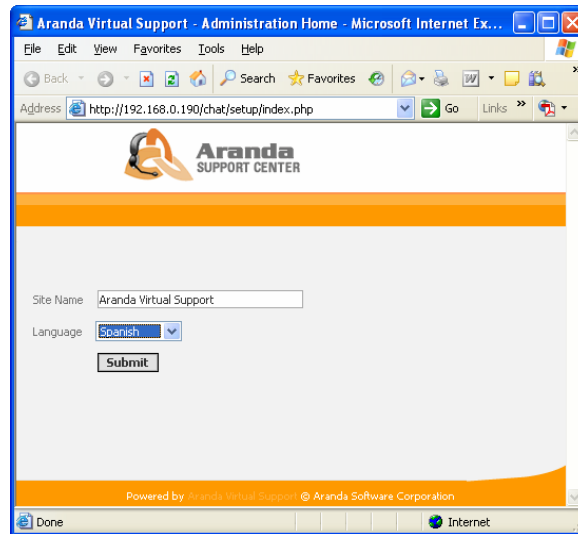 Aranda Virtual Support - Administration Home - Microsoft Internet Ex...
File Edit View Favorites Tools Help
Back Search Favorites
Address http://192.168.0.190/chat/setup/index.php Go Links
Aranda
SUPPORT CENTER
Site Name Aranda Virtual Support
Language Spanish
Submit
Powered by Aranda Virtual Support © Aranda Software Corporation
Done Internet